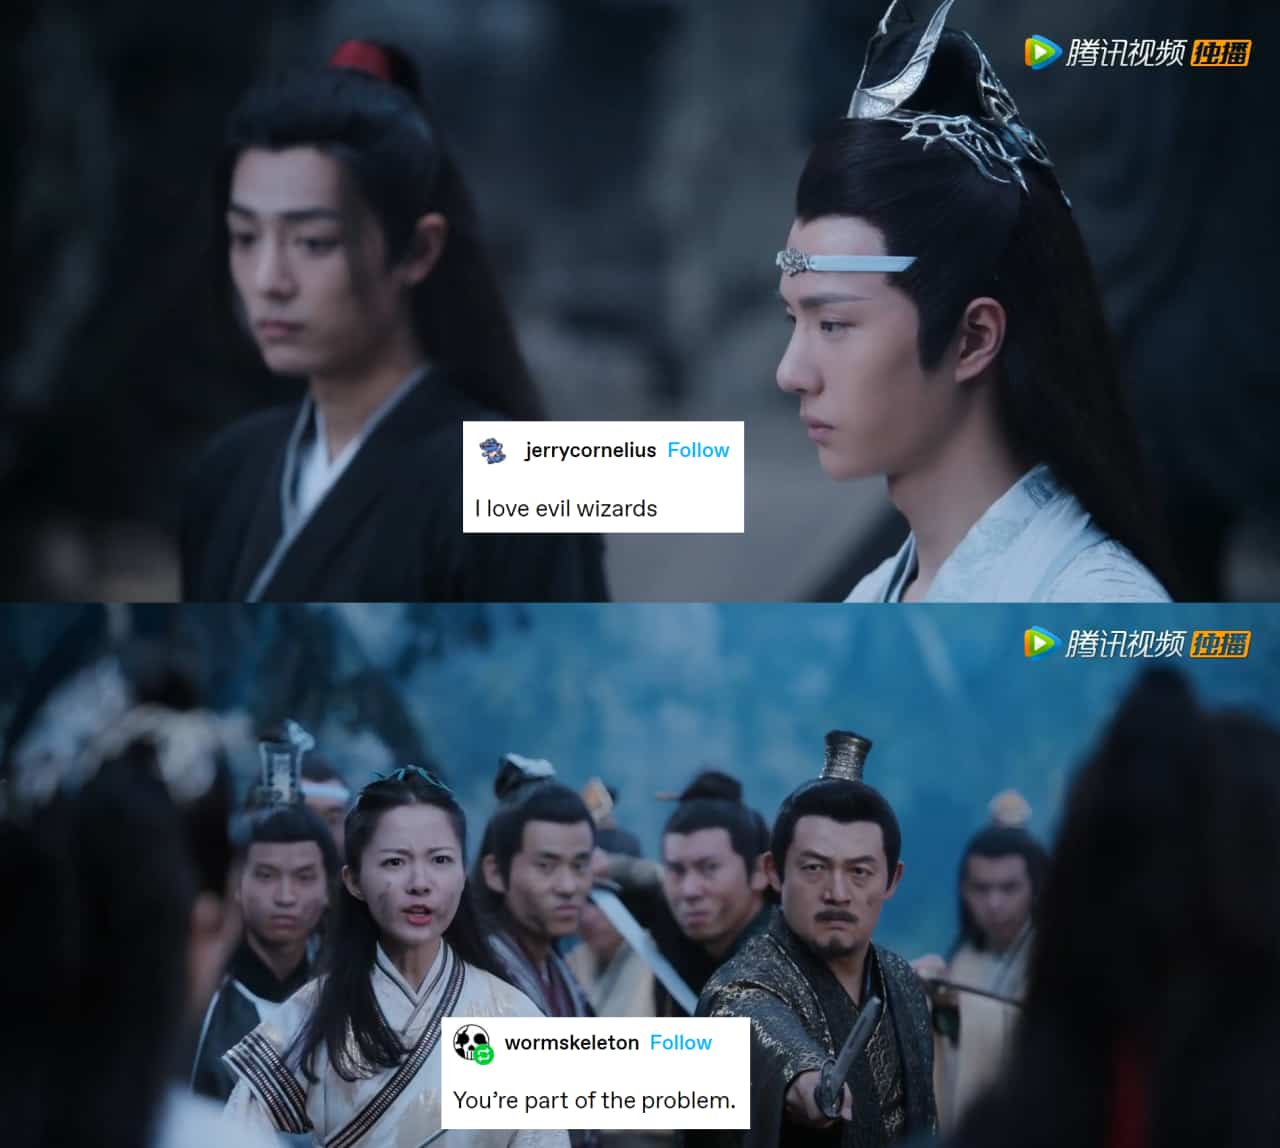 腾讯视频 独播
jerrycornelius Follow
I love evil wizards
腾讯视频 独播
wormskeleton Follow
You’re part of the problem.